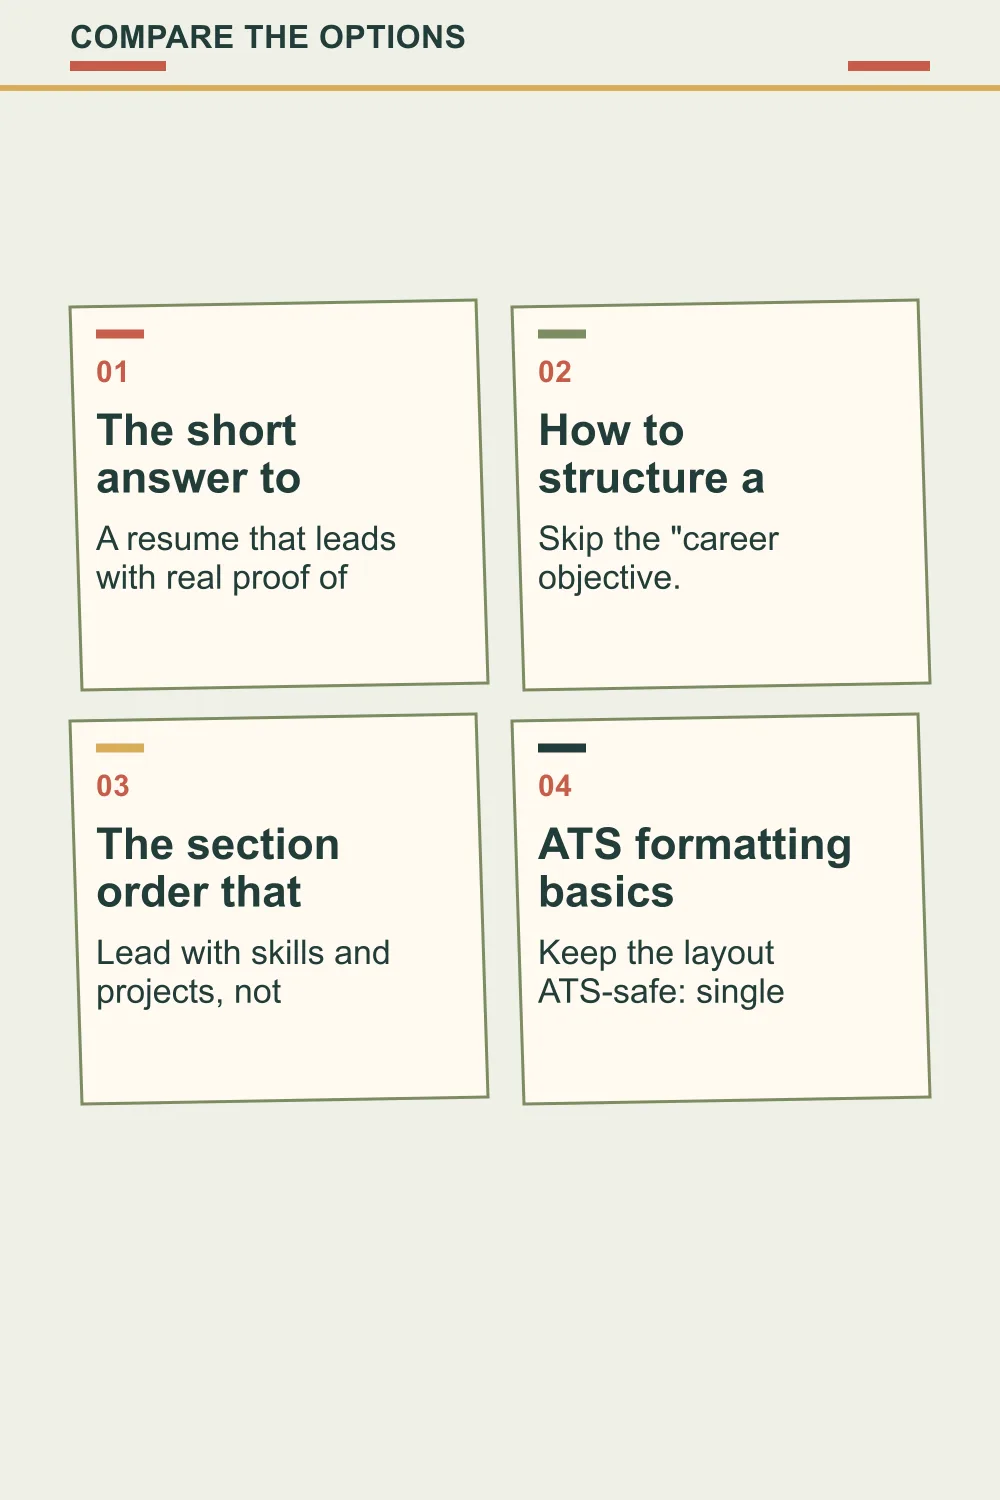 COMPARE THE OPTIONS
01
The short
answer to
A resume that leads
with real proof of
02
How to
structure a
Skip the "career
objective.
03
The section
order that
Lead with skills and
projects, not
04
ATS formatting
basics
Keep the layout
ATS-safe: single